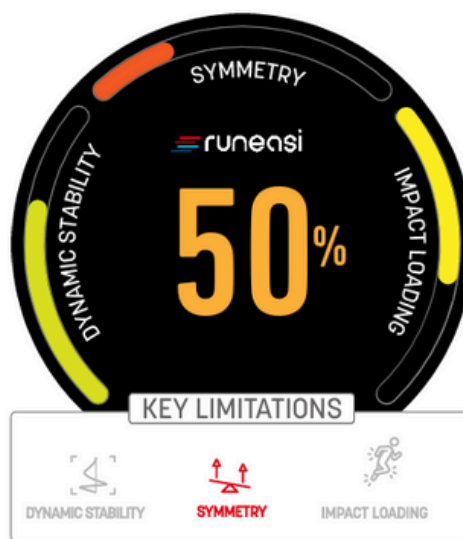 SYMMETRY
runeasi
DYNAMIC STABILITY
IMPACT LOADING
50%
KEY LIMITATIONS
DYNAMIC STABILITY
SYMMETRY
IMPACT LOADING